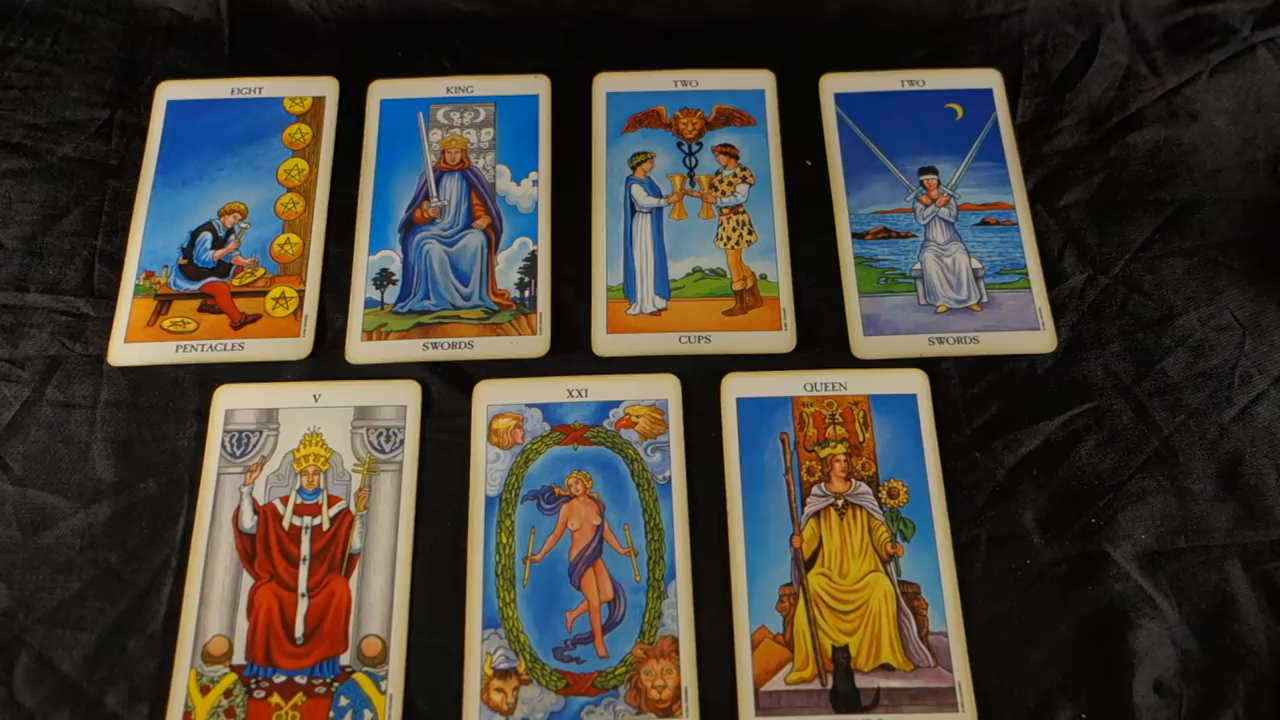 EIGHT
PENTACLES
KING
SWORDS
TWO
CUPS
TWO
SWORDS
V
XXI
QUEEN